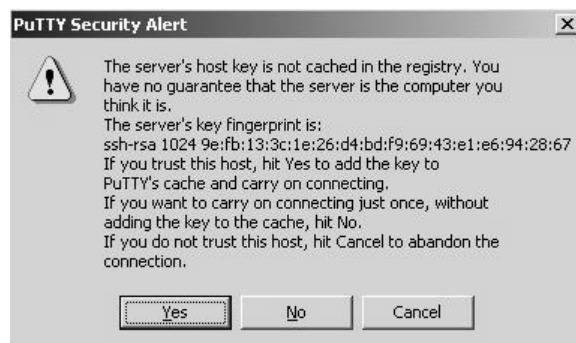 PuTTY Security Alert
The server's host key is not cached in the registry. You
have no guarantee that the server is the computer you
think it is.
The server's key fingerprint is:
ssh-rsa 1024 9e:fb:13:3c:1e:26:d4:bd:f9:69:43:e1:e6:94:28:67
If you trust this host, hit Yes to add the key to
PuTTY's cache and carry on connecting.
If you want to carry on connecting just once, without
adding the key to the cache, hit No.
If you do not trust this host, hit Cancel to abandon the
connection.
Yes No Cancel